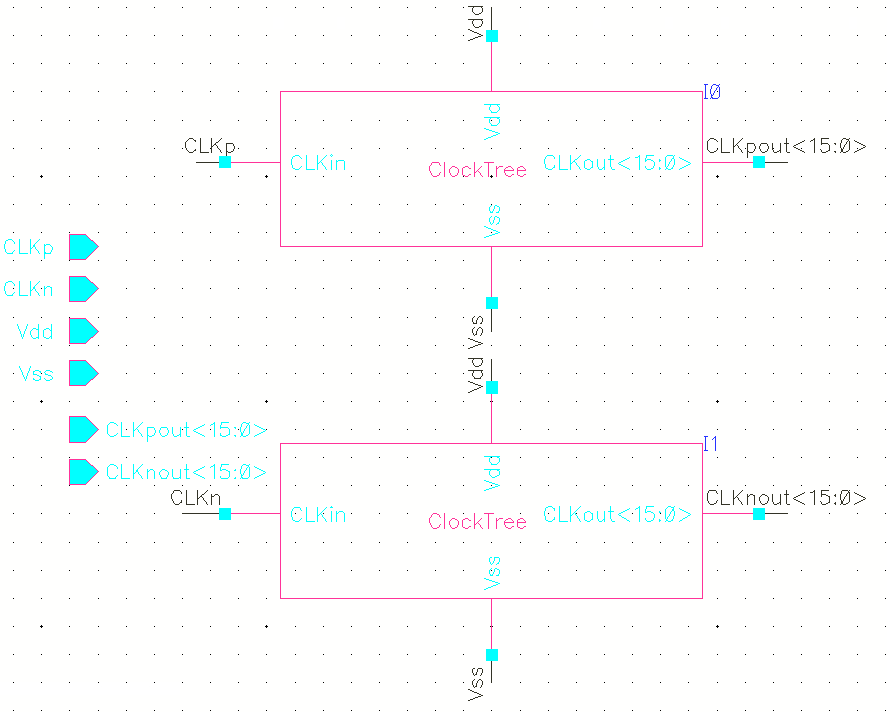 Vdd
I0
CLKp
CLKpout<15:0>
Vdd
CLKin
ClockTree
CLKout<15:0>
Vss
CLKp
CLKn
Vdd
Vss
Vss
Vdd
CLKpout<15:0>
CLKnout<15:0>
I1
CLKn
CLKnout<15:0>
Vdd
CLKin
ClockTree
CLKout<15:0>
Vss
Vss